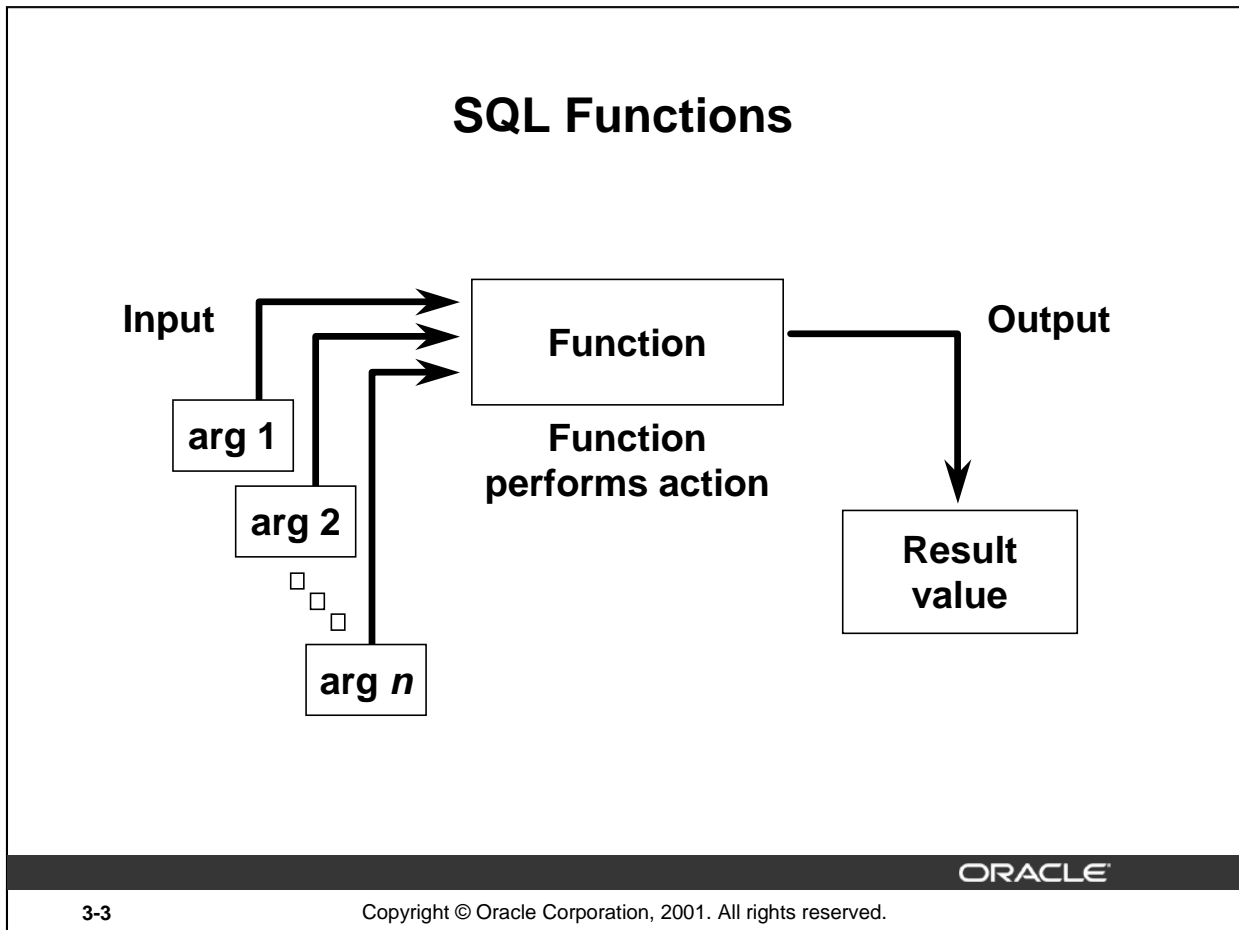 SQL Functions
Input
Function
Output
arg 1
Function
performs action
arg 2
Result
value
arg n
ORACLE®
3-3
Copyright © Oracle Corporation, 2001. All rights reserved.